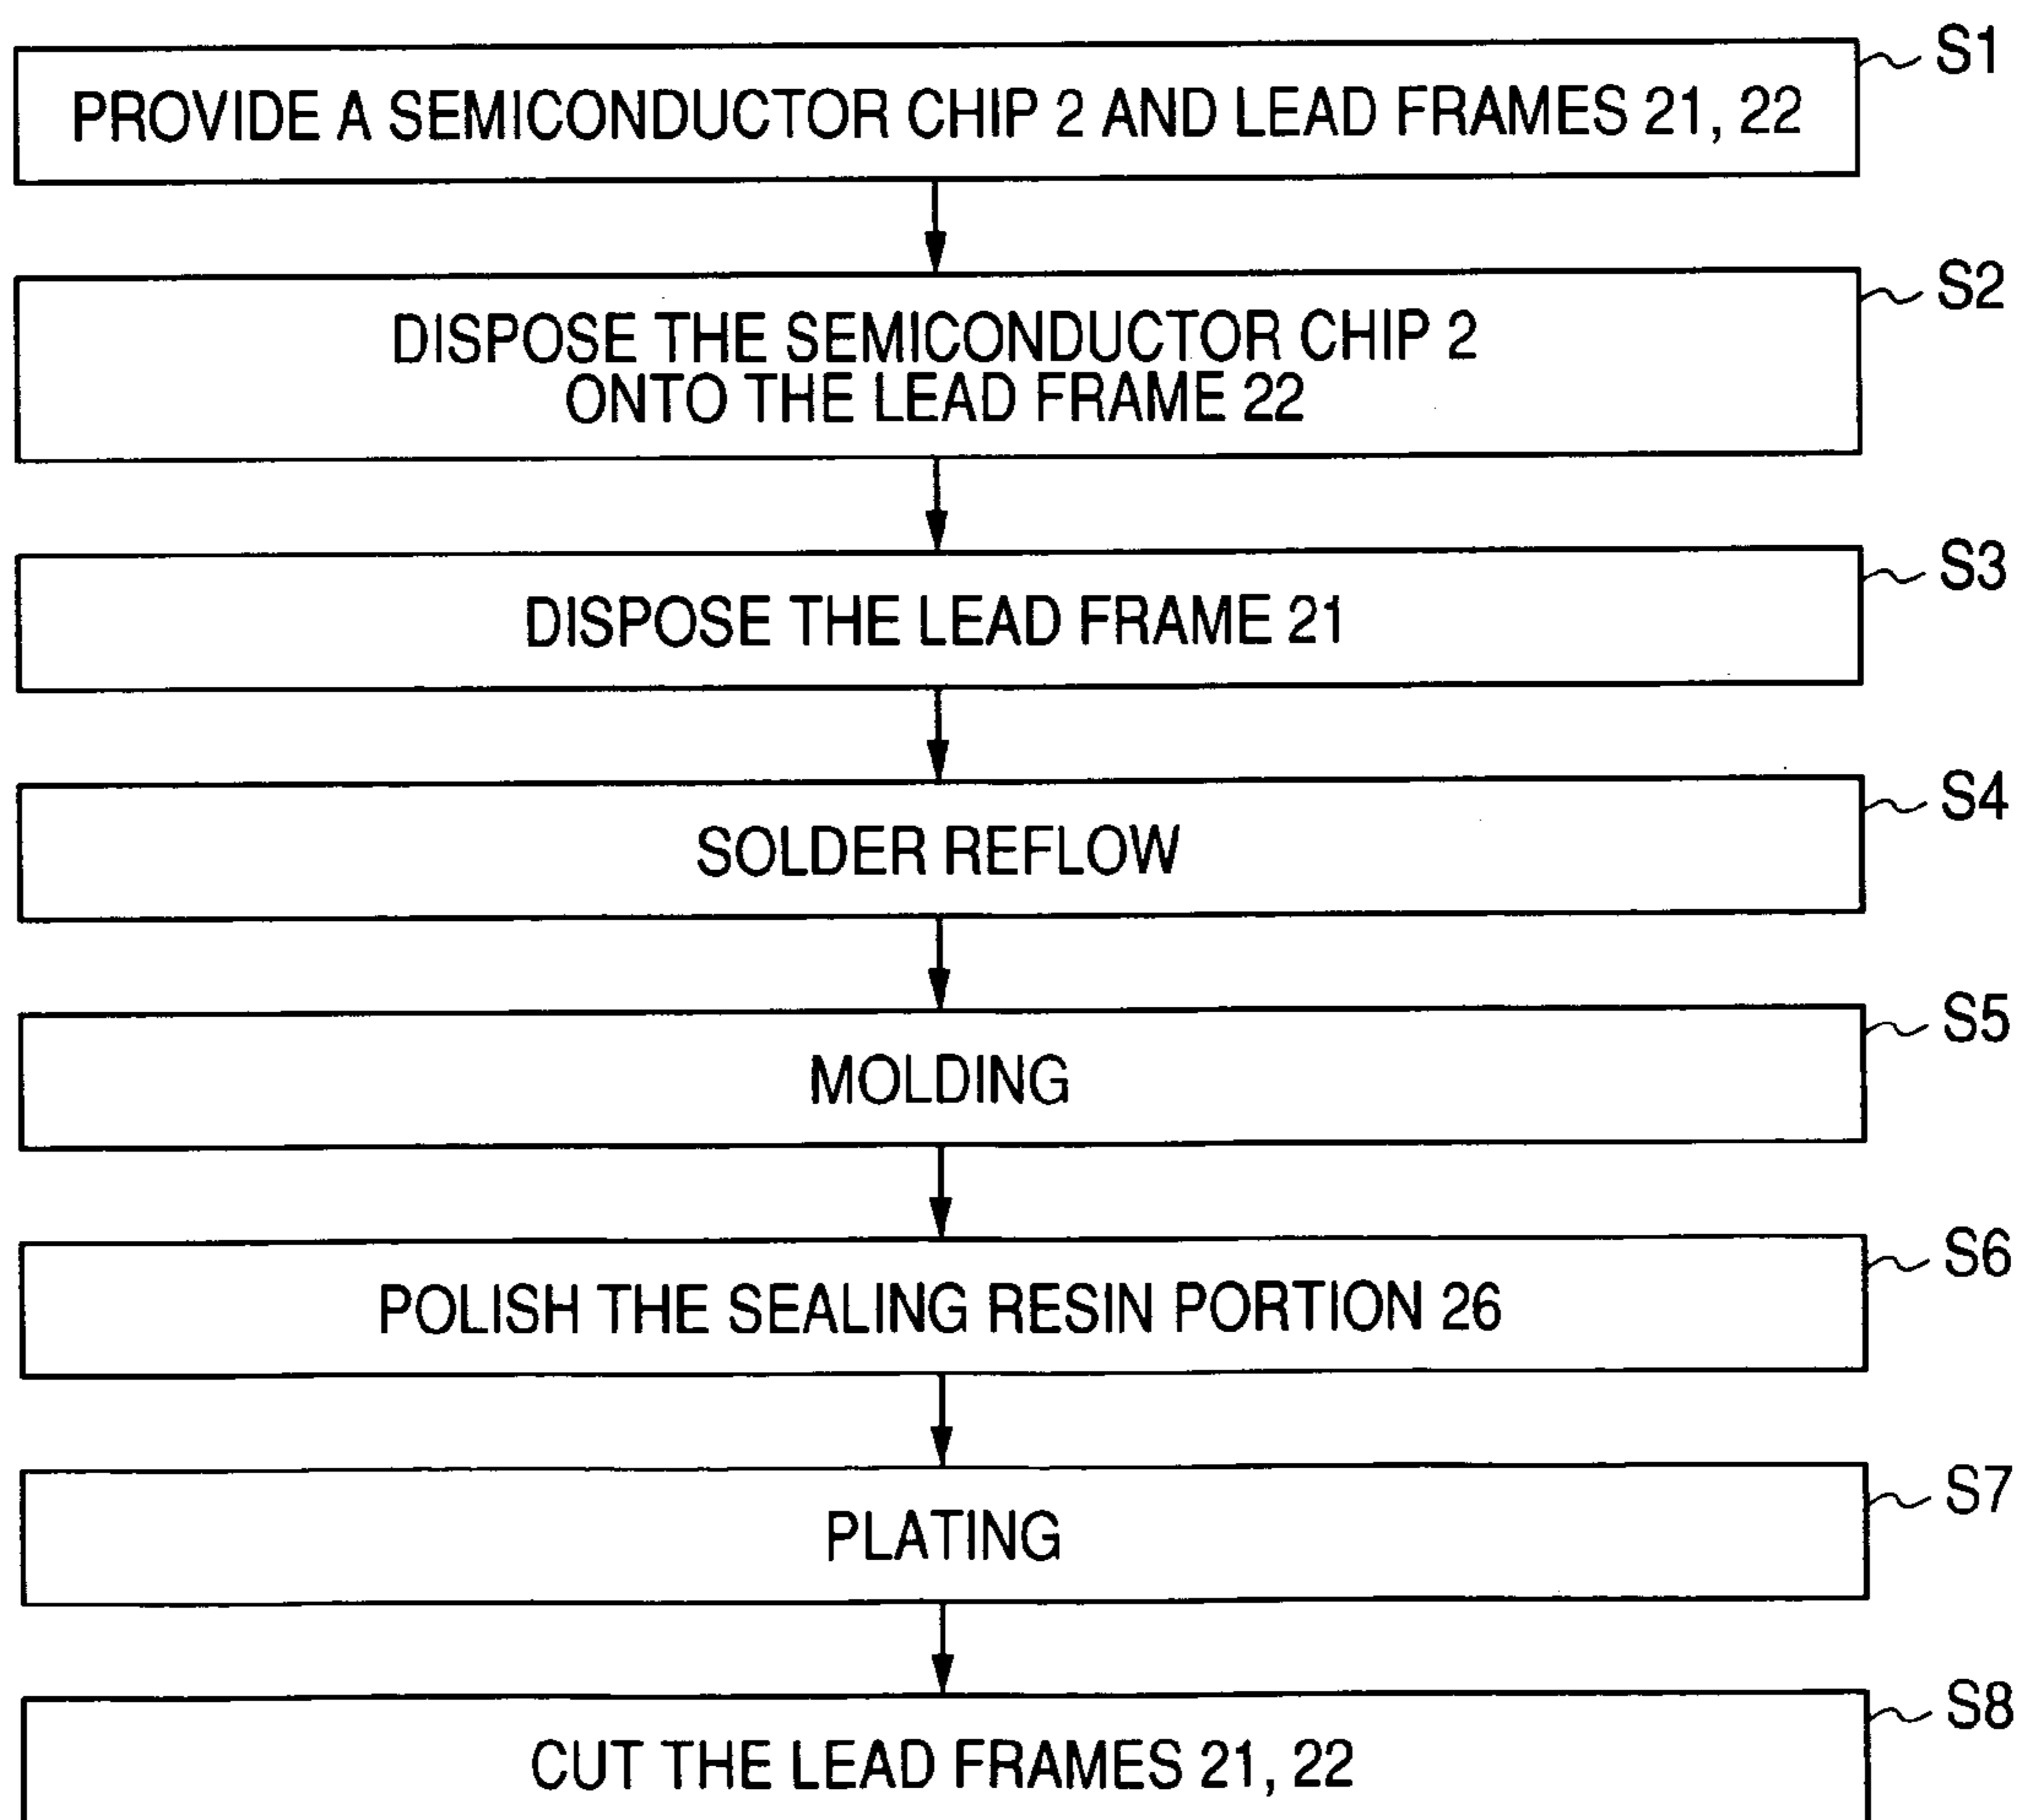 S1
PROVIDE A SEMICONDUCTOR CHIP 2 AND LEAD FRAMES 21, 22
S2
DISPOSE THE SEMICONDUCTOR CHIP 2
ONTO THE LEAD FRAME 22
S3
DISPOSE THE LEAD FRAME 21
S4
SOLDER REFLOW
S5
MOLDING
S6
POLISH THE SEALING RESIN PORTION 26
S7
PLATING
S8
CUT THE LEAD FRAMES 21, 22